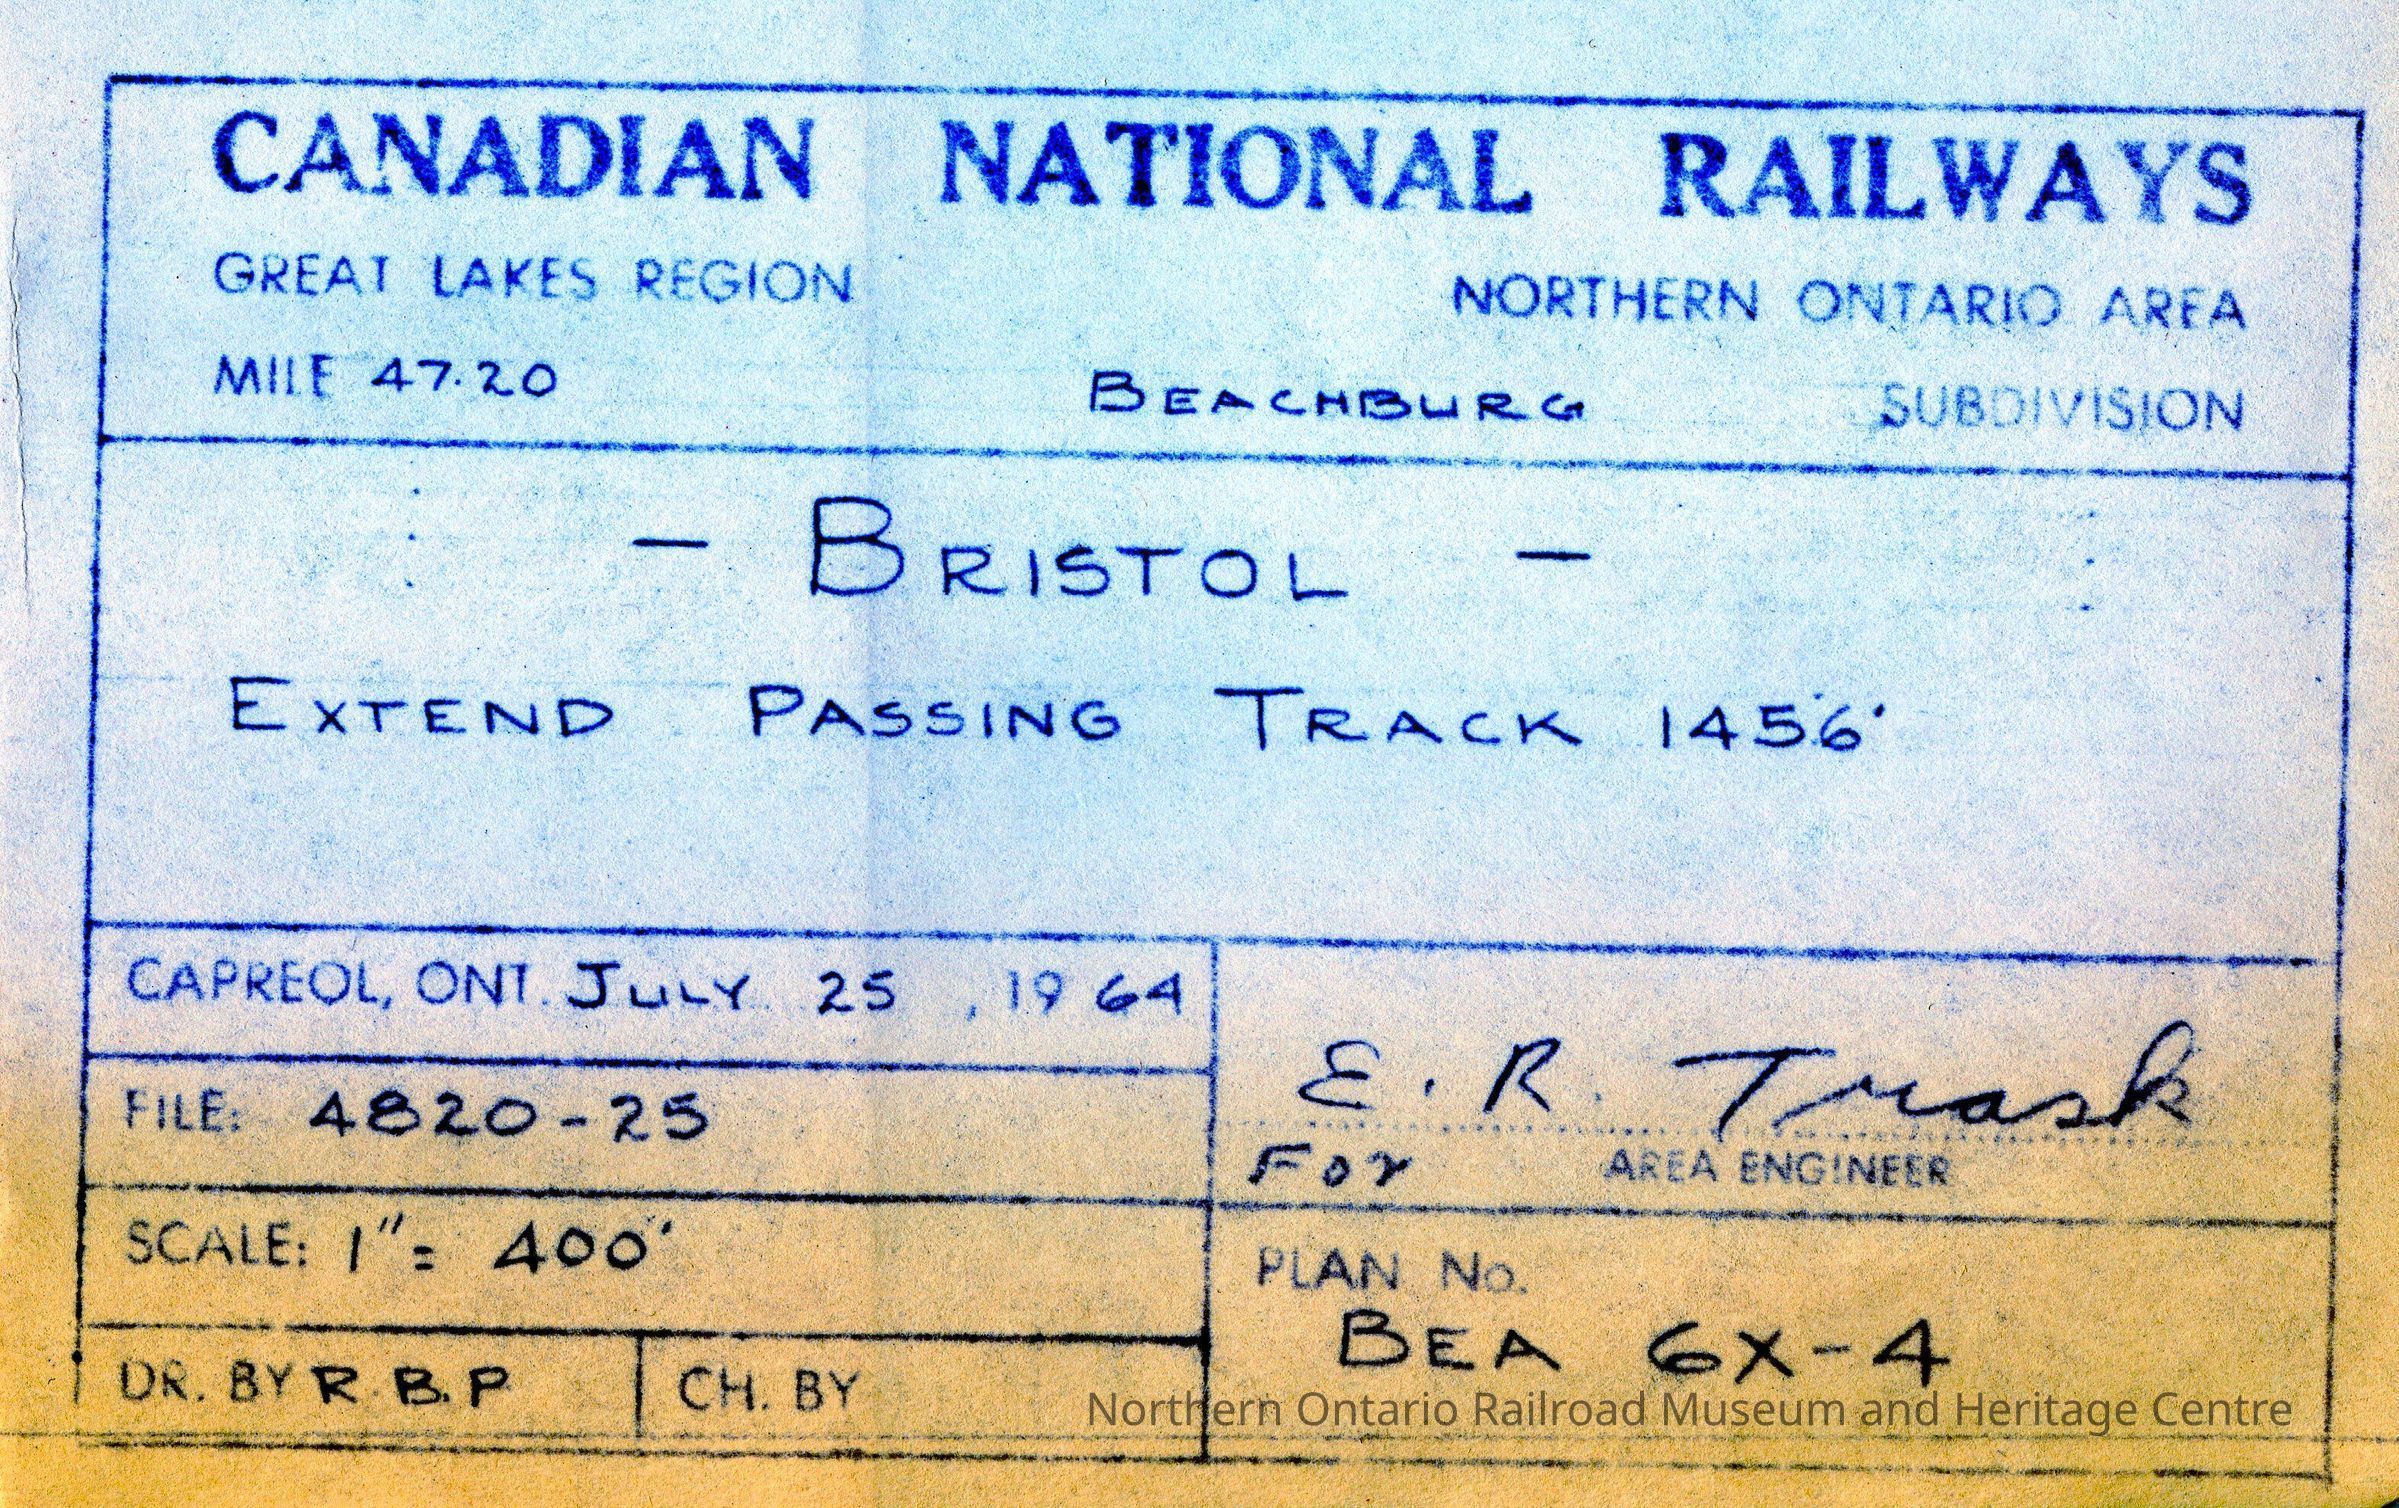 CANADIAN NATIONAL RAILWAYS
GREAT LAKES REGION NORTHERN ONTARIO AREA
MILE 47.20 BEACHBURG SUBDIVISION
- BRISTOL -
EXTEND PASSING TRACK 1456'
CAPREOL, ONT. JULY 25, 1964
E. R. Trask
For AREA ENGINEER
FILE: 4820-25
SCALE: 1" = 400'
PLAN No.
BEA 6X-4
DR. BY R.B.P CH. BY
Northern Ontario Railroad Museum and Heritage Centre